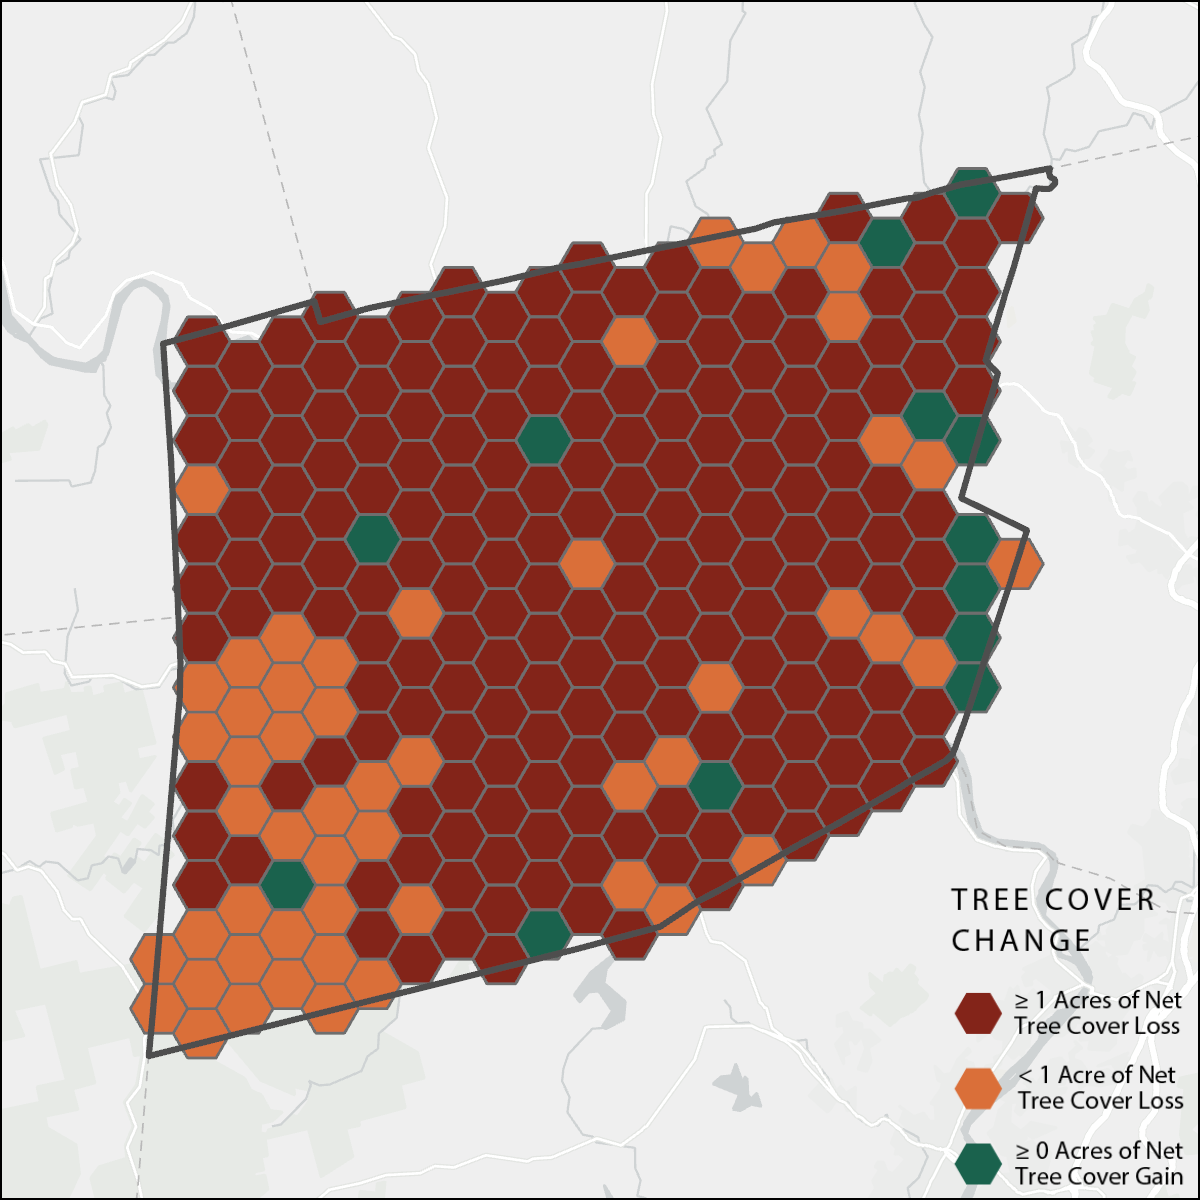 TREE COVER
CHANGE
≥ 1 Acres of Net
Tree Cover Loss
< 1 Acre of Net
Tree Cover Loss
≥ 0 Acres of Net
Tree Cover Gain